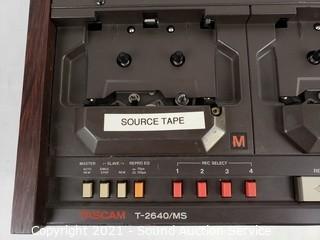 SOURCE TAPE
M
MASTER SLAVE REPRO EQ
REC SELECT
1 2 3 4
RE
TASCAM T-2640/MS
Copyright 2021 - Sound Auction Service